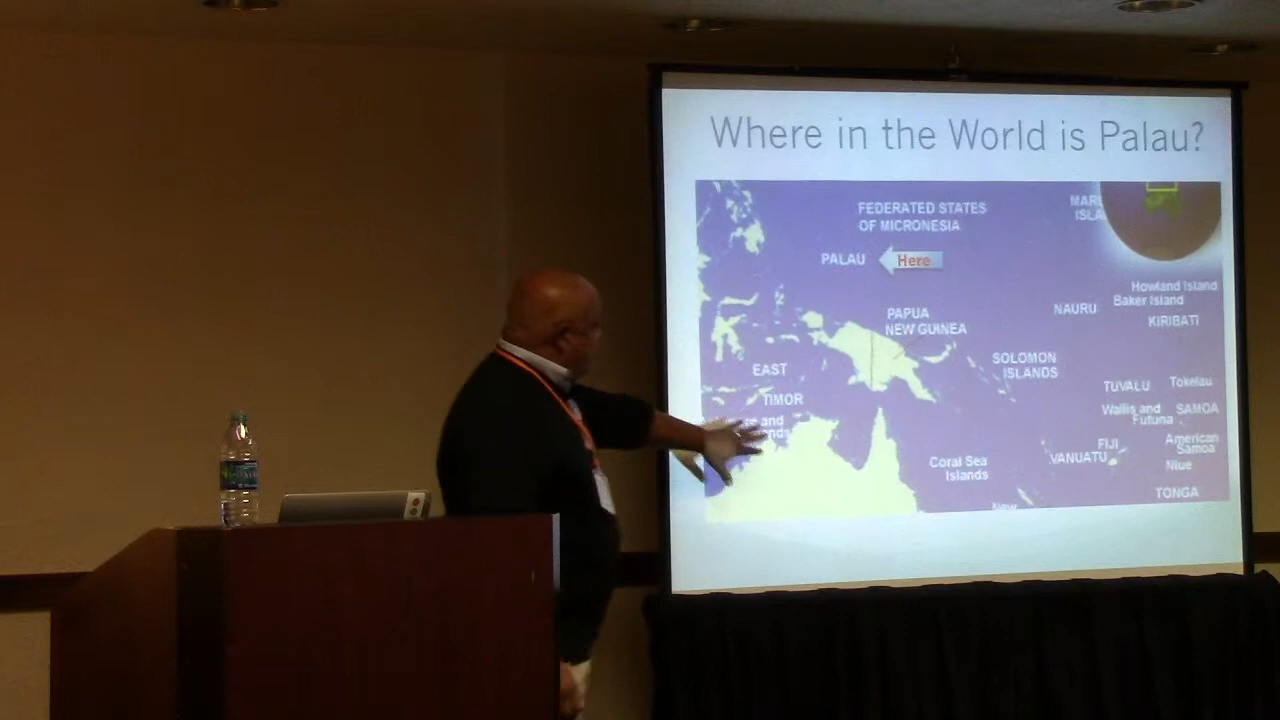 Where in the World is Palau?
FEDERATED STATES
OF MICRONESIA
PALAU
Here
Howland Island
Baker Island
NAURU
KIRIBATI
PAPUA
NEW GUINEA
SOLOMON
ISLANDS
EAST
TIMOR
TUVALU
Tokelau
Wallis and
Futuna
SAMOA
and
FIJI
VANUATU
American
Samoa
Niue
Coral Sea
Islands
TONGA